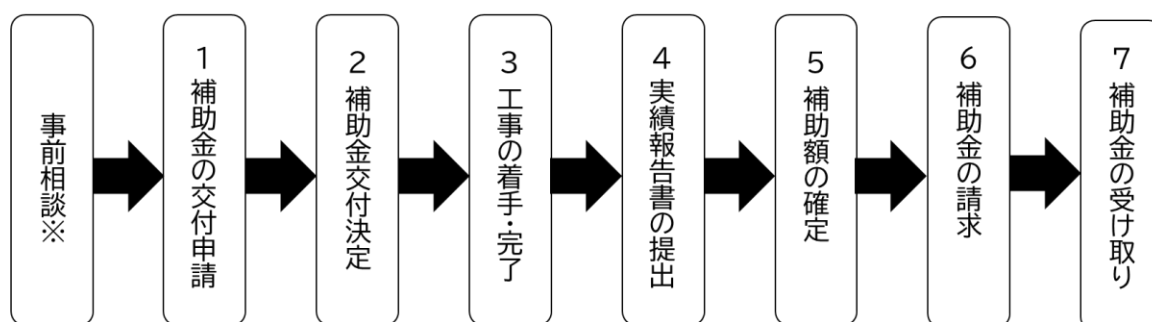 事前相談※
1 補助金の交付申請
2 補助金交付決定
3 工事の着手・完了
4 実績報告書の提出
5 補助額の確定
6 補助金の請求
7 補助金の受け取り